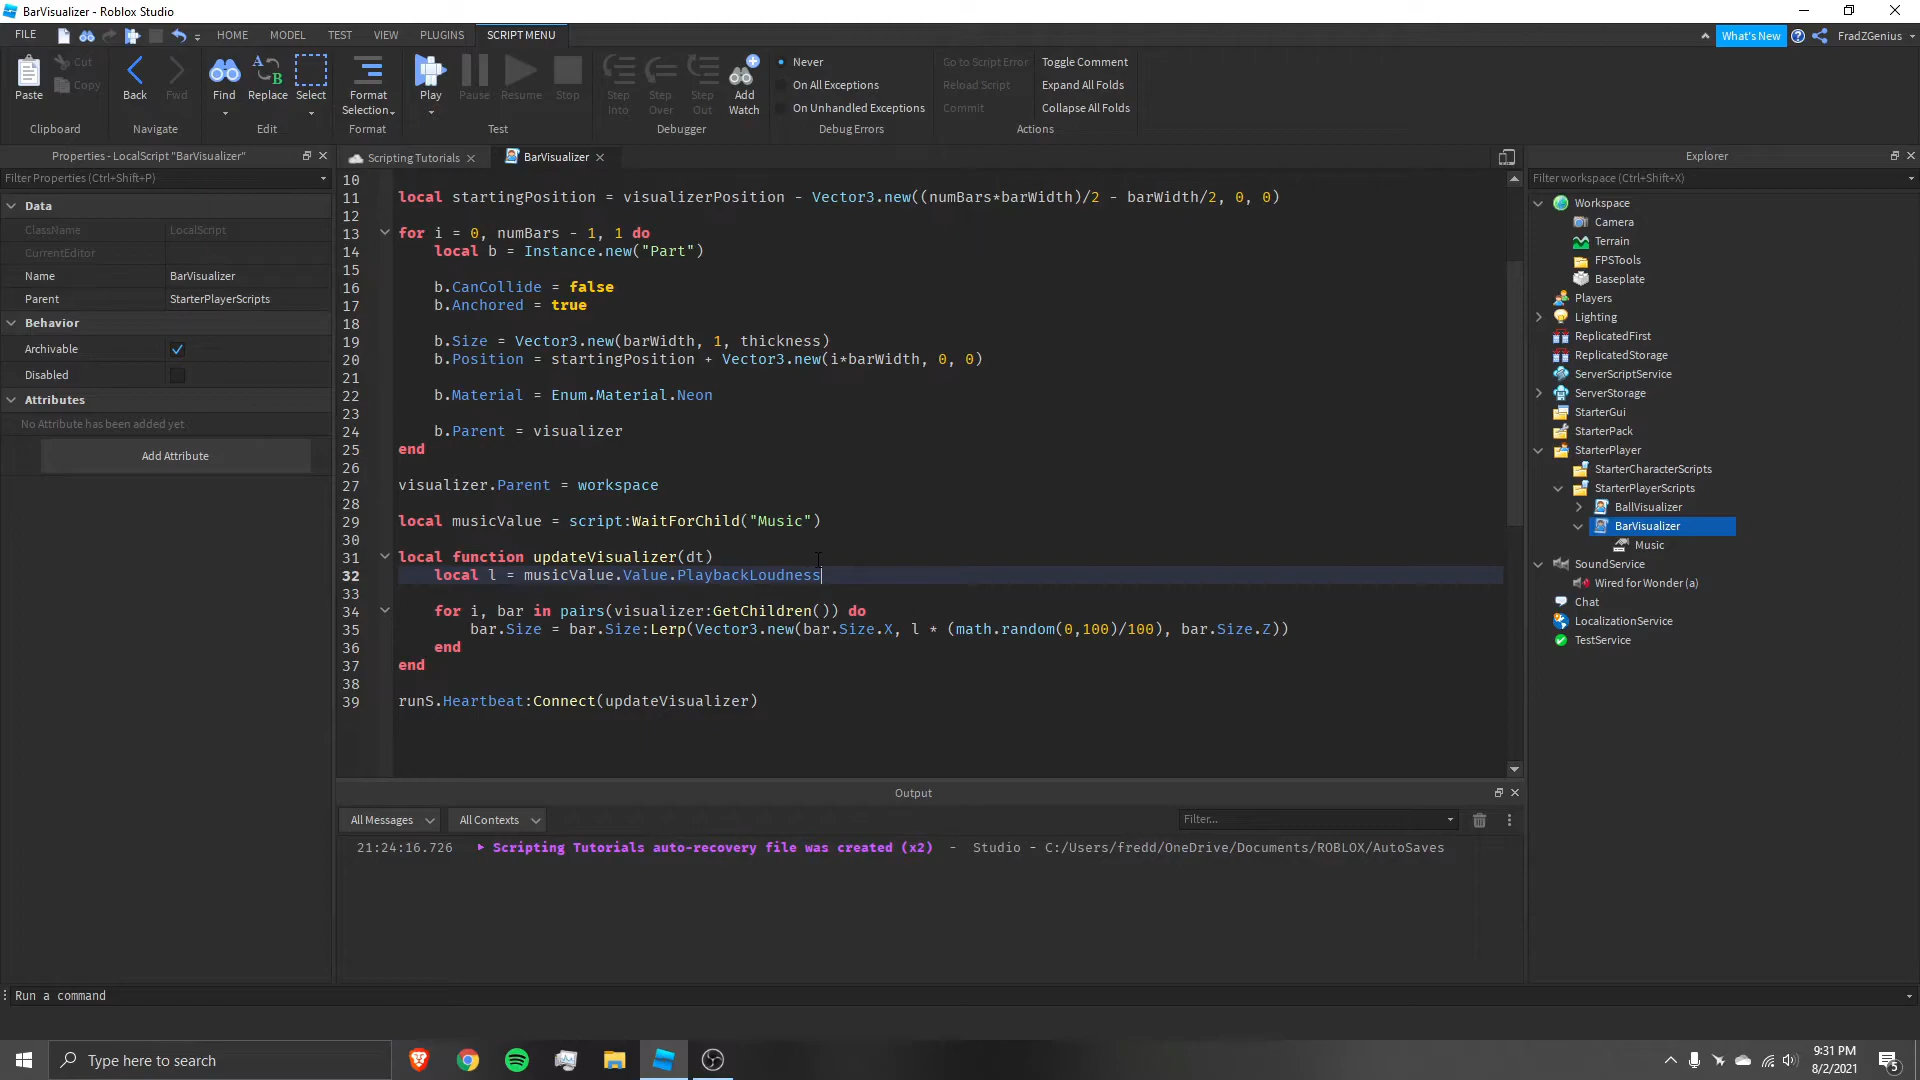 BarVisualizer - Roblox Studio
FILE HOME MODEL TEST VIEW PLUGINS SCRIPT MENU What's New FradZGenius
Paste Cut Copy Back Fwd Find Replace Select Format Selection Play Pause Resume Stop Step Into Step Over Step Out Add Watch
Never Go to Script Error Toggle Comment
On All Exceptions Reload Script Expand All Folds
On Unhandled Exceptions Commit Collapse All Folds
Clipboard Navigate Edit Format Test Debugger Debug Errors Actions
Properties - LocalScript "BarVisualizer"
Filter Properties (Ctrl+Shift+P)
Data
ClassName LocalScript
CurrentEditor
Name BarVisualizer
Parent StarterPlayerScripts
Behavior
Archivable
Disabled
Attributes
No Attribute has been added yet
Add Attribute
Scripting Tutorials BarVisualizer
10
11 local startingPosition = visualizerPosition - Vector3.new((numBars*barWidth)/2 - barWidth/2, 0, 0)
12
13 for i = 0, numBars - 1, 1 do
14 local b = Instance.new("Part")
15
16 b.CanCollide = false
17 b.Anchored = true
18
19 b.Size = Vector3.new(barWidth, 1, thickness)
20 b.Position = startingPosition + Vector3.new(i*barWidth, 0, 0)
21
22 b.Material = Enum.Material.Neon
23
24 b.Parent = visualizer
25 end
26
27 visualizer.Parent = workspace
28
29 local musicValue = script:WaitForChild("Music")
30
31 local function updateVisualizer(dt)
32 local l = musicValue.Value.PlaybackLoudness
33
34 for i, bar in pairs(visualizer:GetChildren()) do
35 bar.Size = bar.Size:Lerp(Vector3.new(bar.Size.X, l * (math.random(0,100)/100), bar.Size.Z))
36 end
37 end
38
39 runS.Heartbeat:Connect(updateVisualizer)
Output
All Messages All Contexts Filter...
21:24:16.726 Scripting Tutorials auto-recovery file was created (x2) - Studio - C:/Users/fredd/OneDrive/Documents/ROBLOX/AutoSaves
Explorer
Filter workspace (Ctrl+Shift+X)
Workspace
Camera
Terrain
FPSTools
Baseplate
Players
Lighting
ReplicatedFirst
ReplicatedStorage
ServerScriptService
ServerStorage
StarterGui
StarterPack
StarterPlayer
StarterCharacterScripts
StarterPlayerScripts
BallVisualizer
BarVisualizer
Music
SoundService
Wired for Wonder (a)
Chat
LocalizationService
TestService
Run a command
Type here to search
9:31 PM
8/2/2021
5